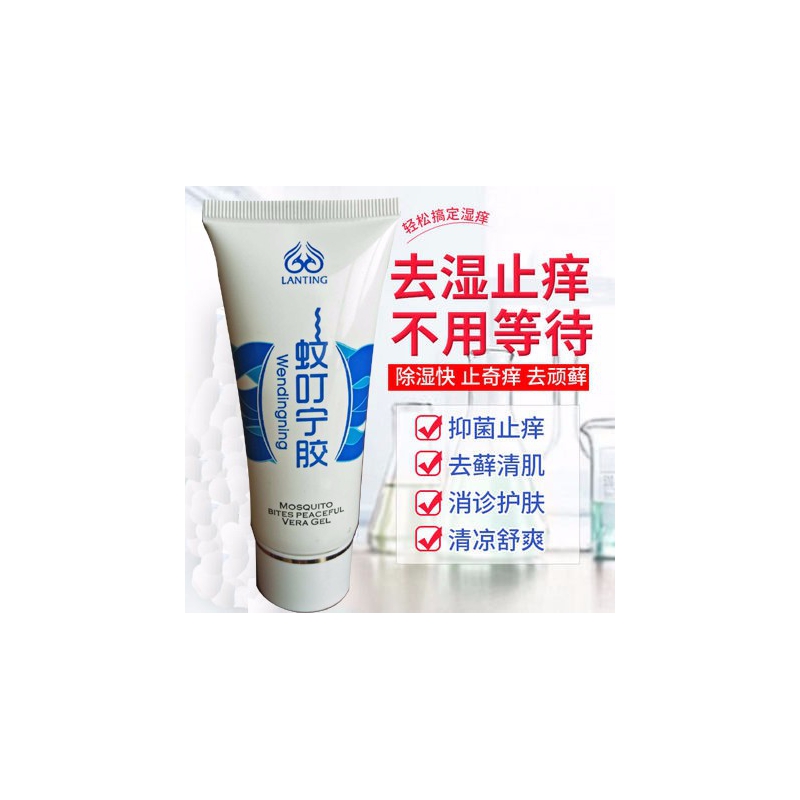 LANTING
蚊叮宁胶
Wendingning
MOSQUITO
BITES PEACEFUL
VERA GEL
轻松搞定湿痒
去湿止痒
不用等待
除湿快 止奇痒 去顽藓
抑菌止痒
去藓清肌
消诊护肤
清凉舒爽